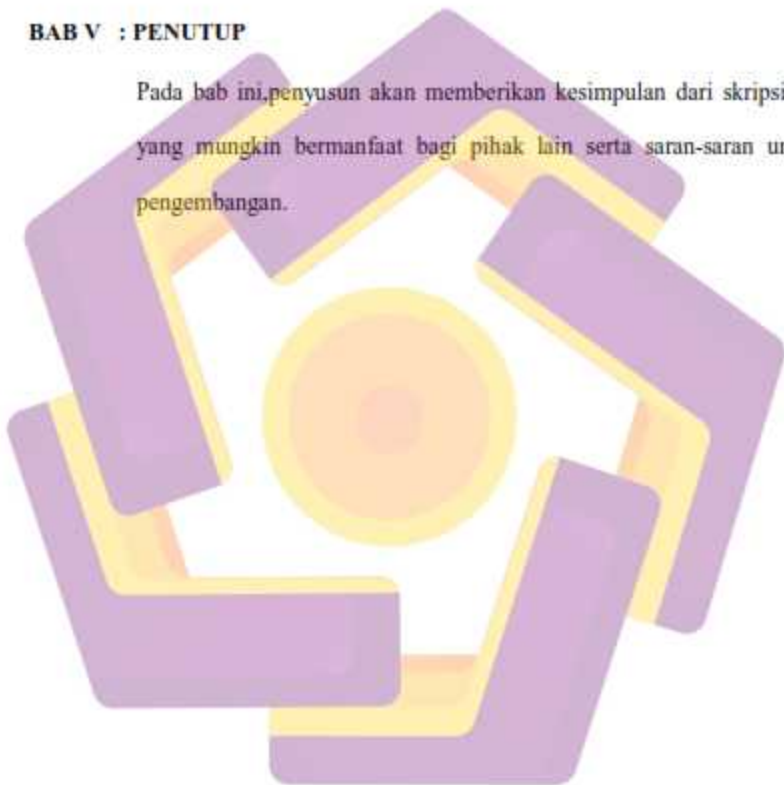 BAB V : PENUTUP
Pada bab ini,penyusun akan memberikan kesimpulan dari skripsi
yang mungkin bermanfaat bagi pihak lain serta saran-saran
pengembangan.